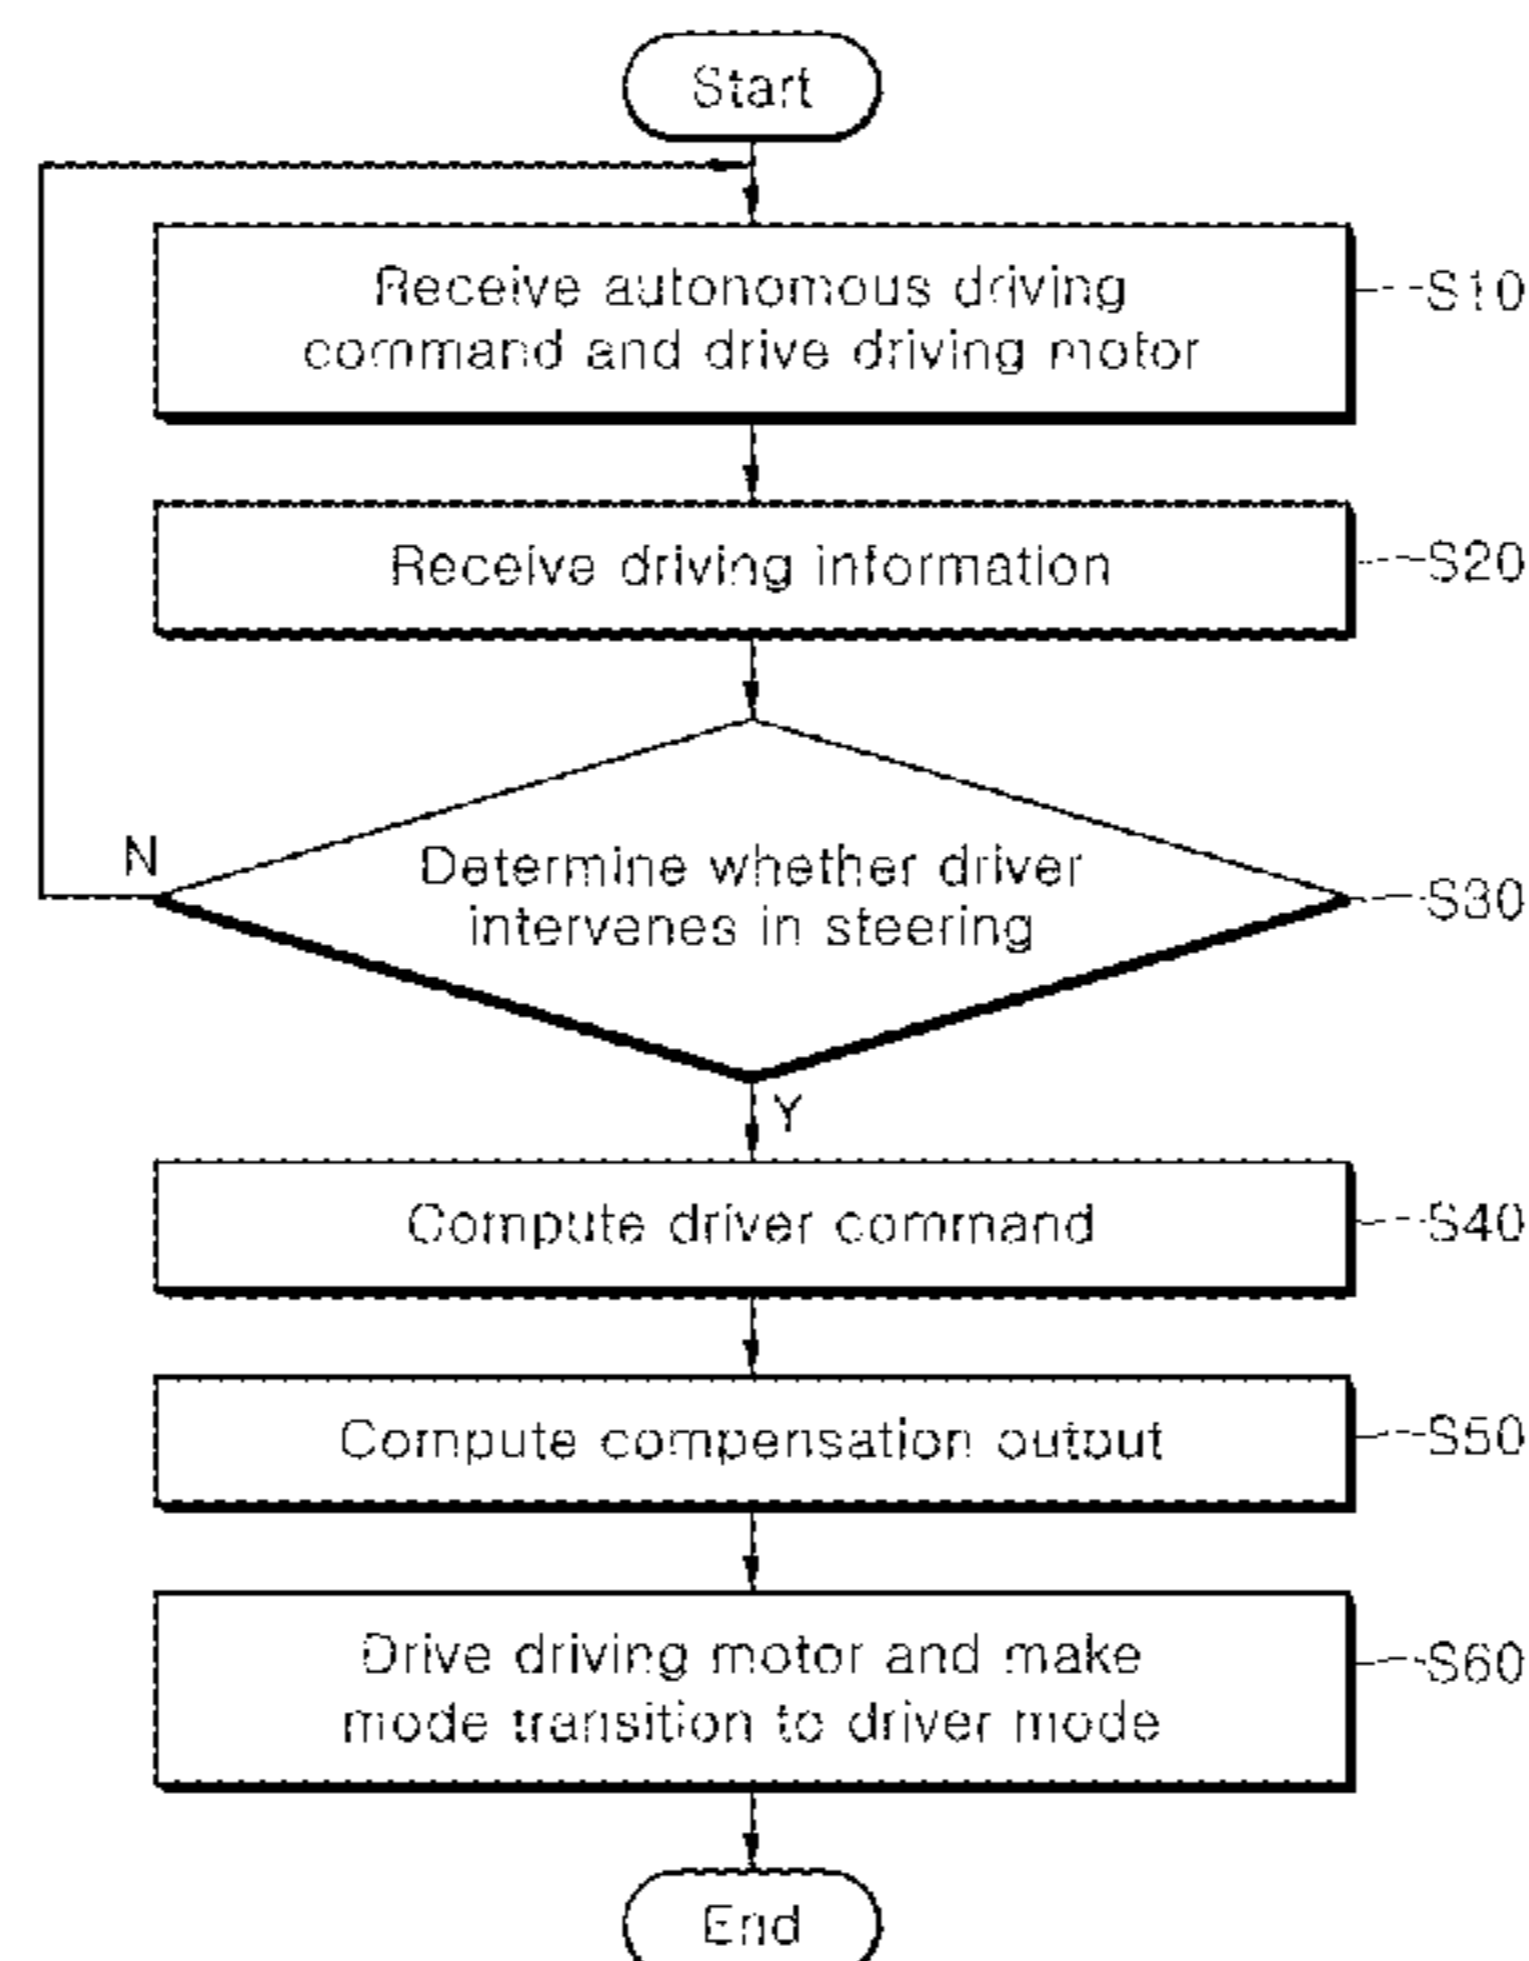 Start
Receive autonomous driving
command and drive driving motor
S10
Receive driving information
S20
N
Determine whether driver
intervenes in steering
S30
Y
Compute driver command
S40
Compute compensation output
S50
Drive driving motor and make
mode transition to driver mode
S60
End